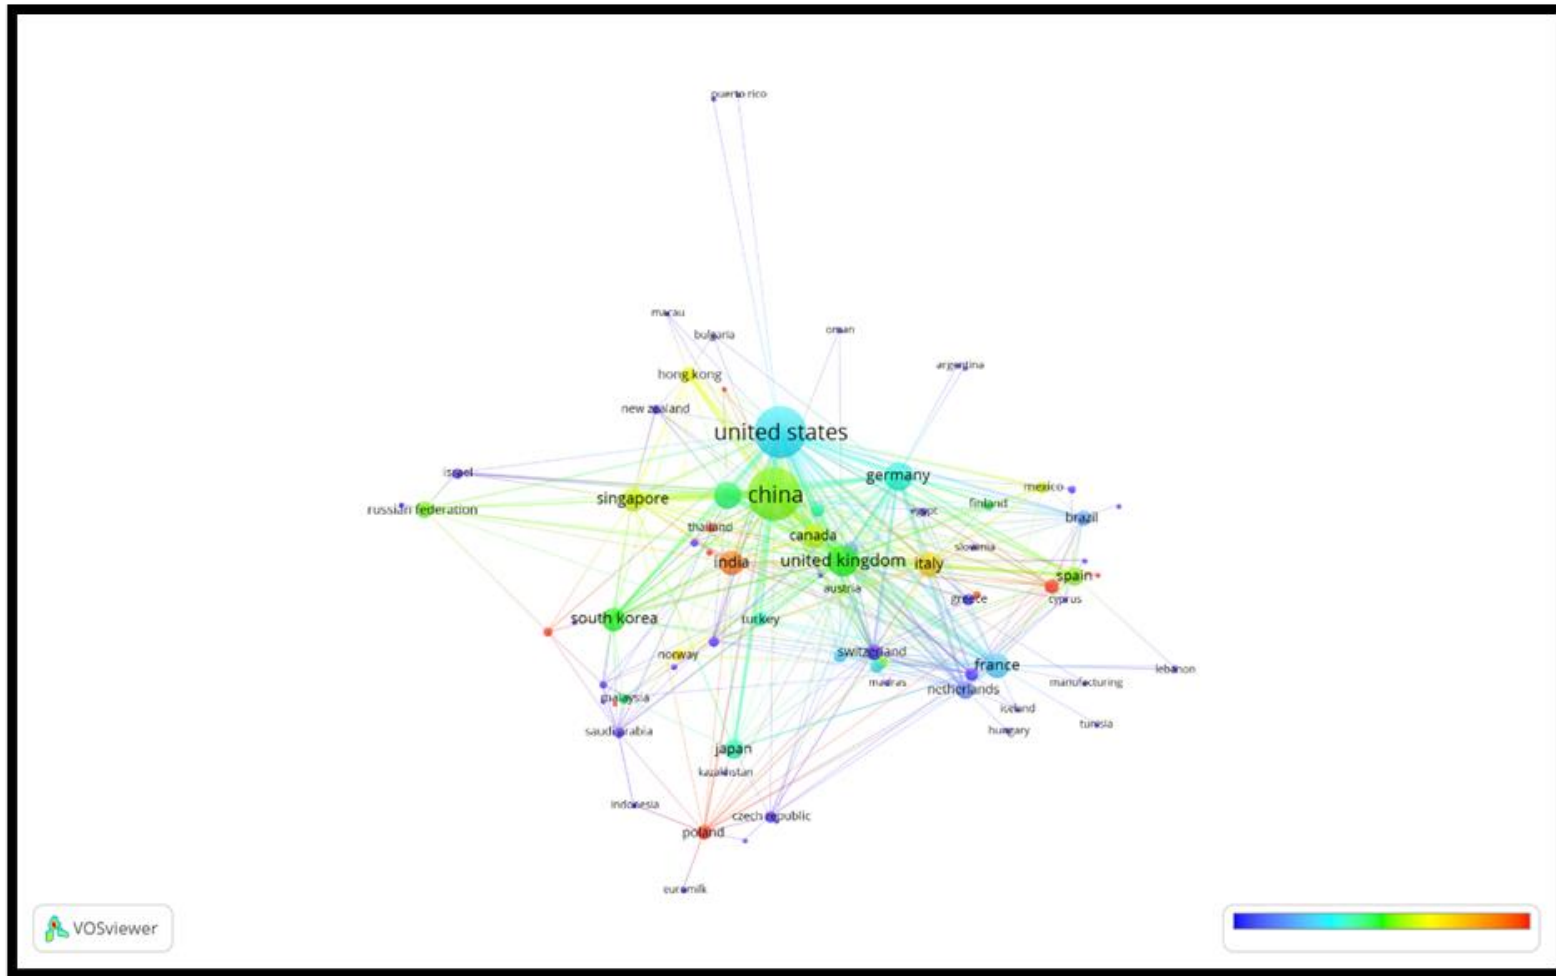 puerto rico
macau
oman
bulgaria
argentina
hong kong
new zealand
united states
israel
germany
mexico
singapore
china
russian federation
finland
egypt
brazil
thailand
canada
slovenia
india
united kingdom
italy
spain
austria
greece
cyprus
south korea
turkey
norway
switzerland
france
lebanon
madras
netherlands
manufacturing
malaysia
iceland
tunisia
saudi arabia
hungary
japan
kazakhstan
indonesia
czech republic
poland
euromilk
VOSviewer